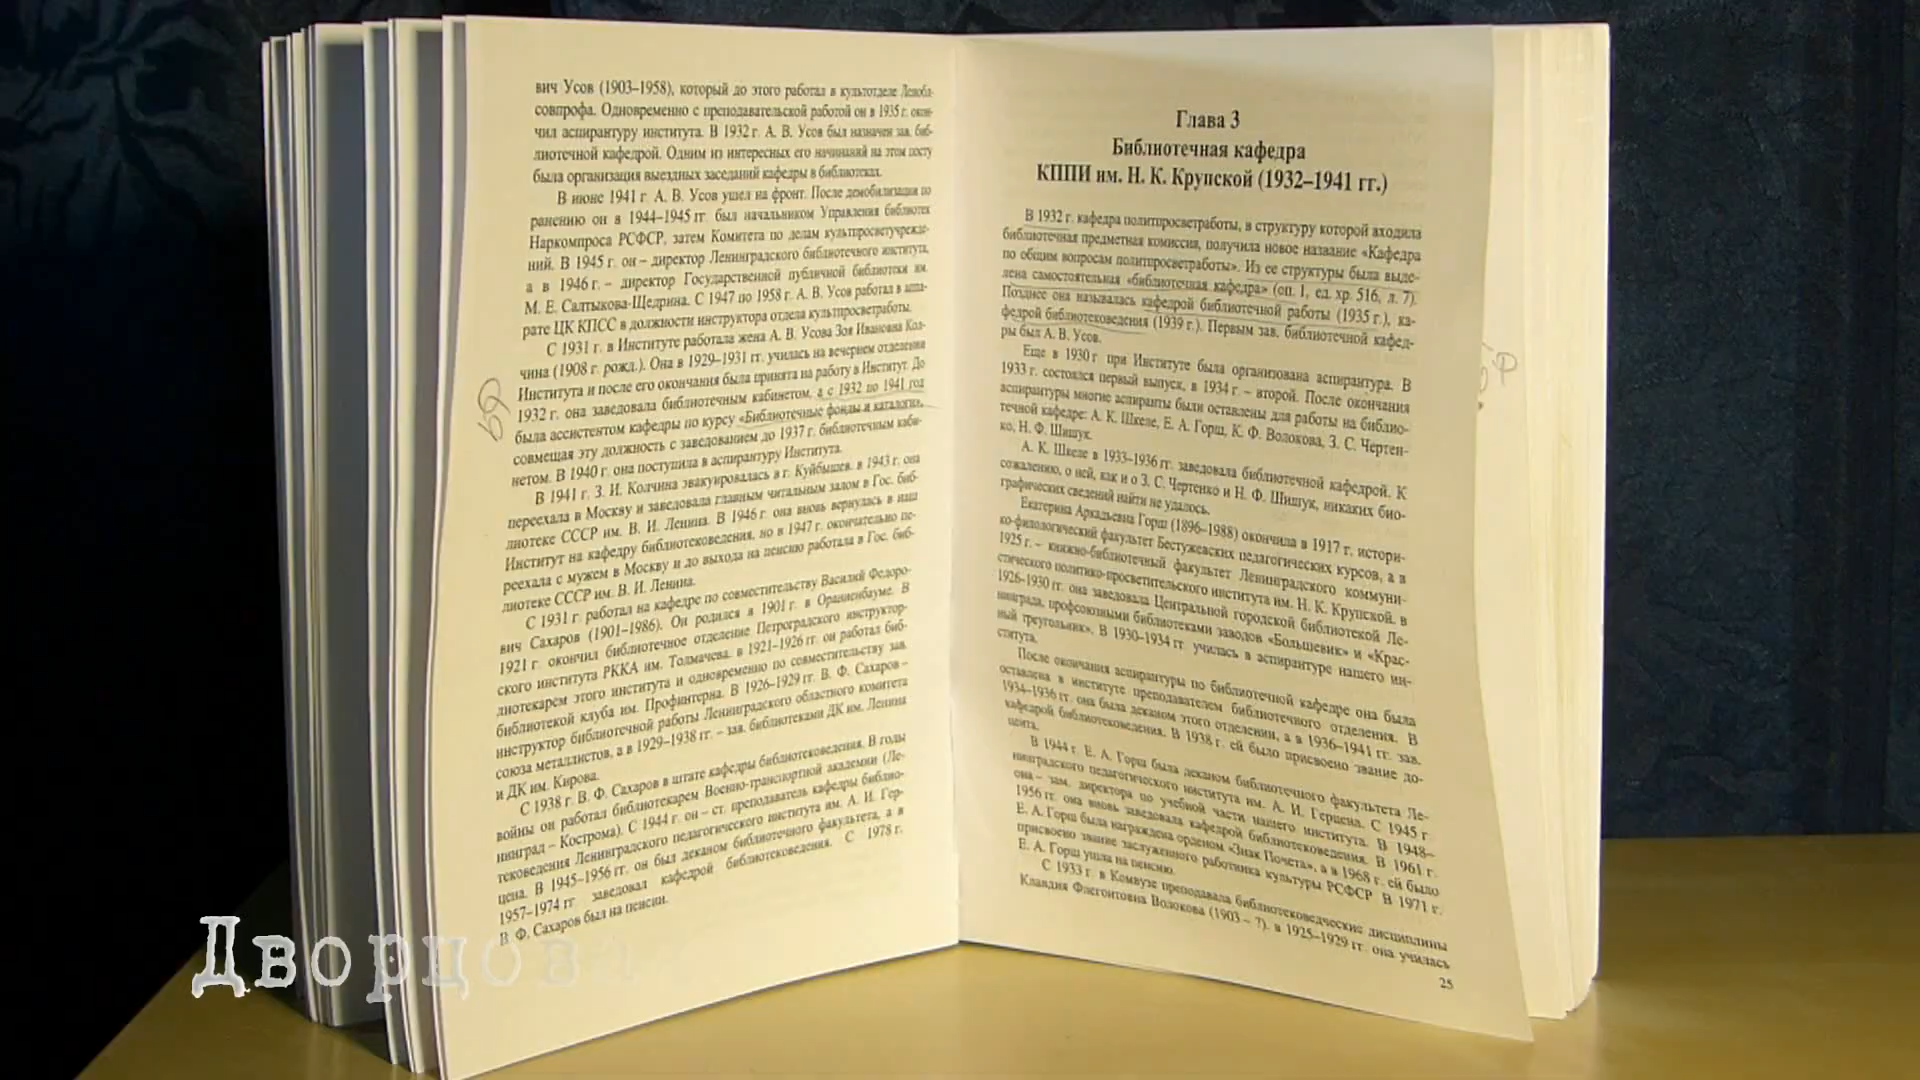 вич Усов (1903–1958), который до этого работал в культотделе Ленобл-
совпрофа. Одновременно с преподавательской работой он в 1935 г. окон-
чил аспирантуру института. В 1932 г. А. В. Усов был назначен зав. биб-
лиотечной кафедрой. Одним из интересных его начинаний на этом посту
была организация выездных заседаний кафедры в библиотеках.
В июне 1941 г. А. В. Усов ушел на фронт. После демобилизации по
ранению он в 1944–1945 гг. был начальником Управления библиотек
Наркомпроса РСФСР, затем Комитета по делам культпросветучрежде-
ний. В 1945 г. он – директор Ленинградского библиотечного института,
а в 1946 г. – директор Государственной публичной библиотеки им.
М. Е. Салтыкова-Щедрина. С 1947 по 1958 г. А. В. Усов работал в аппа-
рате ЦК КПСС в должности инструктора отдела культпросветработы.
С 1931 г. в Институте работала жена А. В. Усова Зоя Ивановна Кол-
чина (1908 г. рожд.). Она в 1929–1931 гг. училась на вечернем отделении
Института и после его окончания была принята на работу в Институт. До
1932 г. она заведовала библиотечным кабинетом, а с 1932 по 1941 год
была ассистентом кафедры по курсу «Библиотечные фонды и каталоги»,
совмещая эту должность с заведованием до 1937 г. библиотечным каби-
нетом. В 1940 г. она поступила в аспирантуру Института.
В 1941 г. З. И. Колчина эвакуировалась в г. Куйбышев, в 1943 г. она
переехала в Москву и заведовала главным читальным залом в Гос. биб-
лиотеке СССР им. В. И. Ленина. В 1946 г. она вновь вернулась в наш
Институт на кафедру библиотековедения, но в 1947 г. окончательно пе-
реехала с мужем в Москву и до выхода на пенсию работала в Гос. биб-
лиотеке СССР им. В. И. Ленина.
С 1931 г. работал на кафедре по совместительству Василий Федоро-
вич Сахаров (1901–1986). Он родился в 1901 г. в Ораниенбауме. В
1921 г. окончил библиотечное отделение Петроградского инструктор-
ского института РККА им. Толмачева, в 1921–1926 гг. он работал биб-
лиотекарем этого института и одновременно по совместительству зав.
библиотекой клуба им. Профинтерна. В 1926–1929 гг. В. Ф. Сахаров –
инструктор библиотечной работы Ленинградского областного комитета
союза металлистов, а в 1929–1938 гг. – зав. библиотеками ДК им. Ленина
и ДК им. Кирова.
С 1938 г. В. Ф. Сахаров в штате кафедры библиотековедения. В годы
войны он работал библиотекарем Военно-транспортной академии (Ле-
нинград – Кострома). С 1944 г. он – ст. преподаватель кафедры библио-
тековедения Ленинградского педагогического института им. А. И. Гер-
цена. В 1945–1956 гг. он был деканом библиотечного факультета, а в
1957–1974 гг. заведовал кафедрой библиотековедения. С 1978 г.
В. Ф. Сахаров был на пенсии.
Глава 3
Библиотечная кафедра
КППИ им. Н. К. Крупской (1932–1941 гг.)
В 1932 г. кафедра политпросветработы, в структуру которой входила
библиотечная предметная комиссия, получила новое название «Кафедра
по общим вопросам политпросветработы». Из ее структуры была выде-
лена самостоятельная «библиотечная кафедра» (оп. 1, ед. хр. 516, л. 7).
Позднее она называлась кафедрой библиотечной работы (1935 г.), ка-
федрой библиотековедения (1939 г.). Первым зав. библиотечной кафед-
ры был А. В. Усов.
Еще в 1930 г. при Институте была организована аспирантура. В
1933 г. состоялся первый выпуск, в 1934 г. – второй. После окончания
аспирантуры многие аспиранты были оставлены для работы на библио-
течной кафедре: А. К. Шкеле, Е. А. Горш, К. Ф. Волокова, З. С. Чертен-
ко, Н. Ф. Шищук.
А. К. Шкеле в 1933–1936 гг. заведовала библиотечной кафедрой. К
сожалению, о ней, как и о З. С. Чертенко и Н. Ф. Шищук, никаких био-
графических сведений найти не удалось.
Екатерина Аркадьевна Горш (1896–1988) окончила в 1917 г. истори-
ко-филологический факультет Бестужевских педагогических курсов, а в
1925 г. – книжно-библиотечный факультет Ленинградского коммуни-
стического политико-просветительского института им. Н. К. Крупской, в
1926–1930 гг. она заведовала Центральной городской библиотекой Ле-
нинграда, профсоюзными библиотеками заводов «Большевик» и «Крас-
ный треугольник». В 1930–1934 гг. училась в аспирантуре нашего ин-
ститута.
После окончания аспирантуры по библиотечной кафедре она была
оставлена в институте преподавателем библиотечного отделения. В
1934–1936 гг. она была деканом этого отделении, а в 1936–1941 гг. зав.
кафедрой библиотековедения. В 1938 г. ей было присвоено звание до-
цента.
В 1944 г. Е. А. Горш была деканом библиотечного факультета Ле-
нинградского педагогического института им. А. И. Герцена. С 1945 г.
она – зам. директора по учебной части нашего института. В 1948–
1956 гг. она вновь заведовала кафедрой библиотековедения. В 1961 г.
Е. А. Горш была награждена орденом «Знак Почета», а в 1968 г. ей было
присвоено звание заслуженного работника культуры РСФСР. В 1971 г.
Е. А. Горш ушла на пенсию.
С 1933 г. в Комвузе преподавала библиотековедческие дисциплины
Клавдия Флегонтовна Волокова (1903 – ?). в 1925–1929 гг. она училась
25
Дворцова